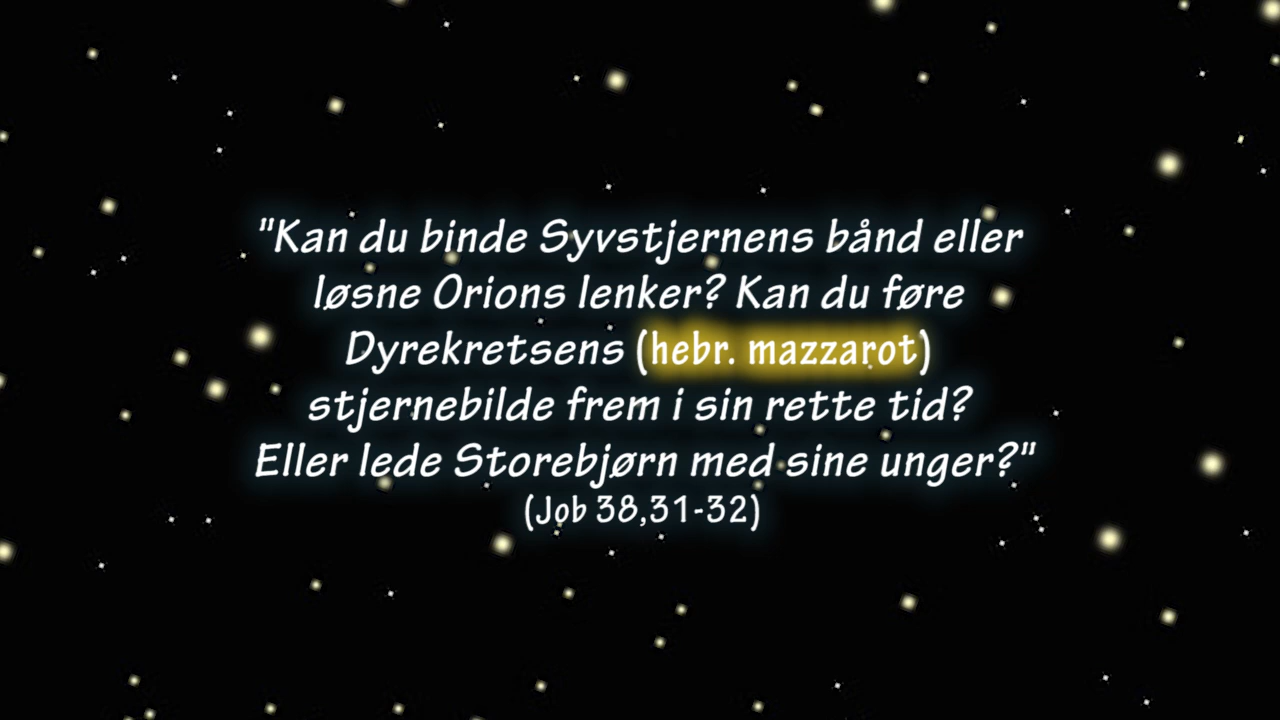 "Kan du binde Syvstjernens bånd eller
løsne Orions lenker? Kan du føre
Dyrekretsens (hebr. mazzarot)
stjernebilde frem i sin rette tid?
Eller lede Storebjørn med sine unger?"
(Job 38,31-32)